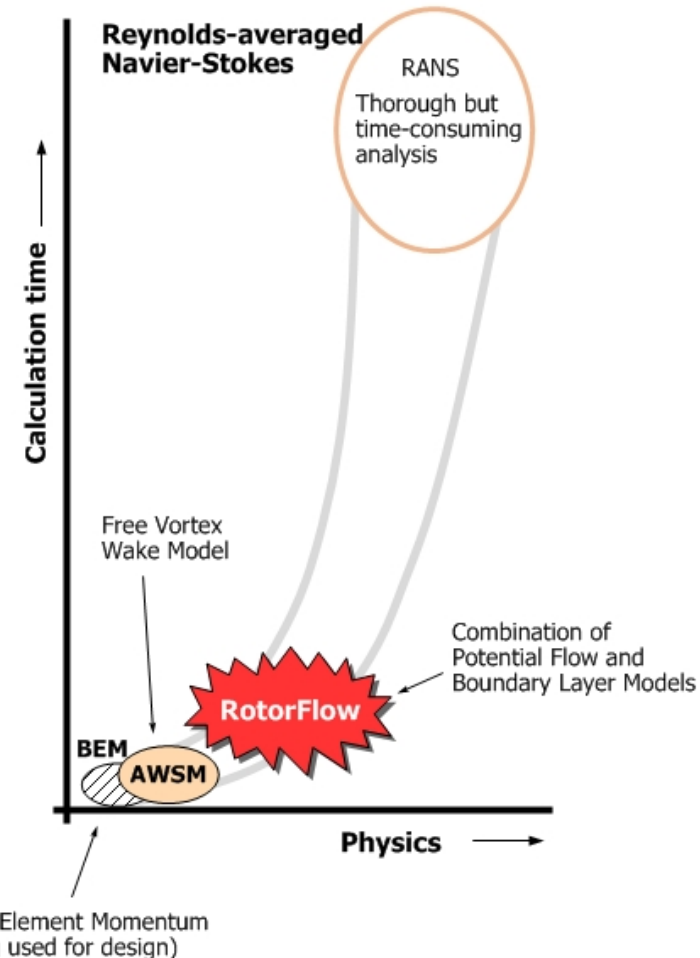 Reynolds-averaged
Navier-Stokes
RANS
Thorough but
time-consuming
analysis
Calculation time
Free Vortex
Wake Model
Combination of
Potential Flow and
Boundary Layer Models
RotorFlow
BEM
AWSM
Physics
Element Momentum
used for design)